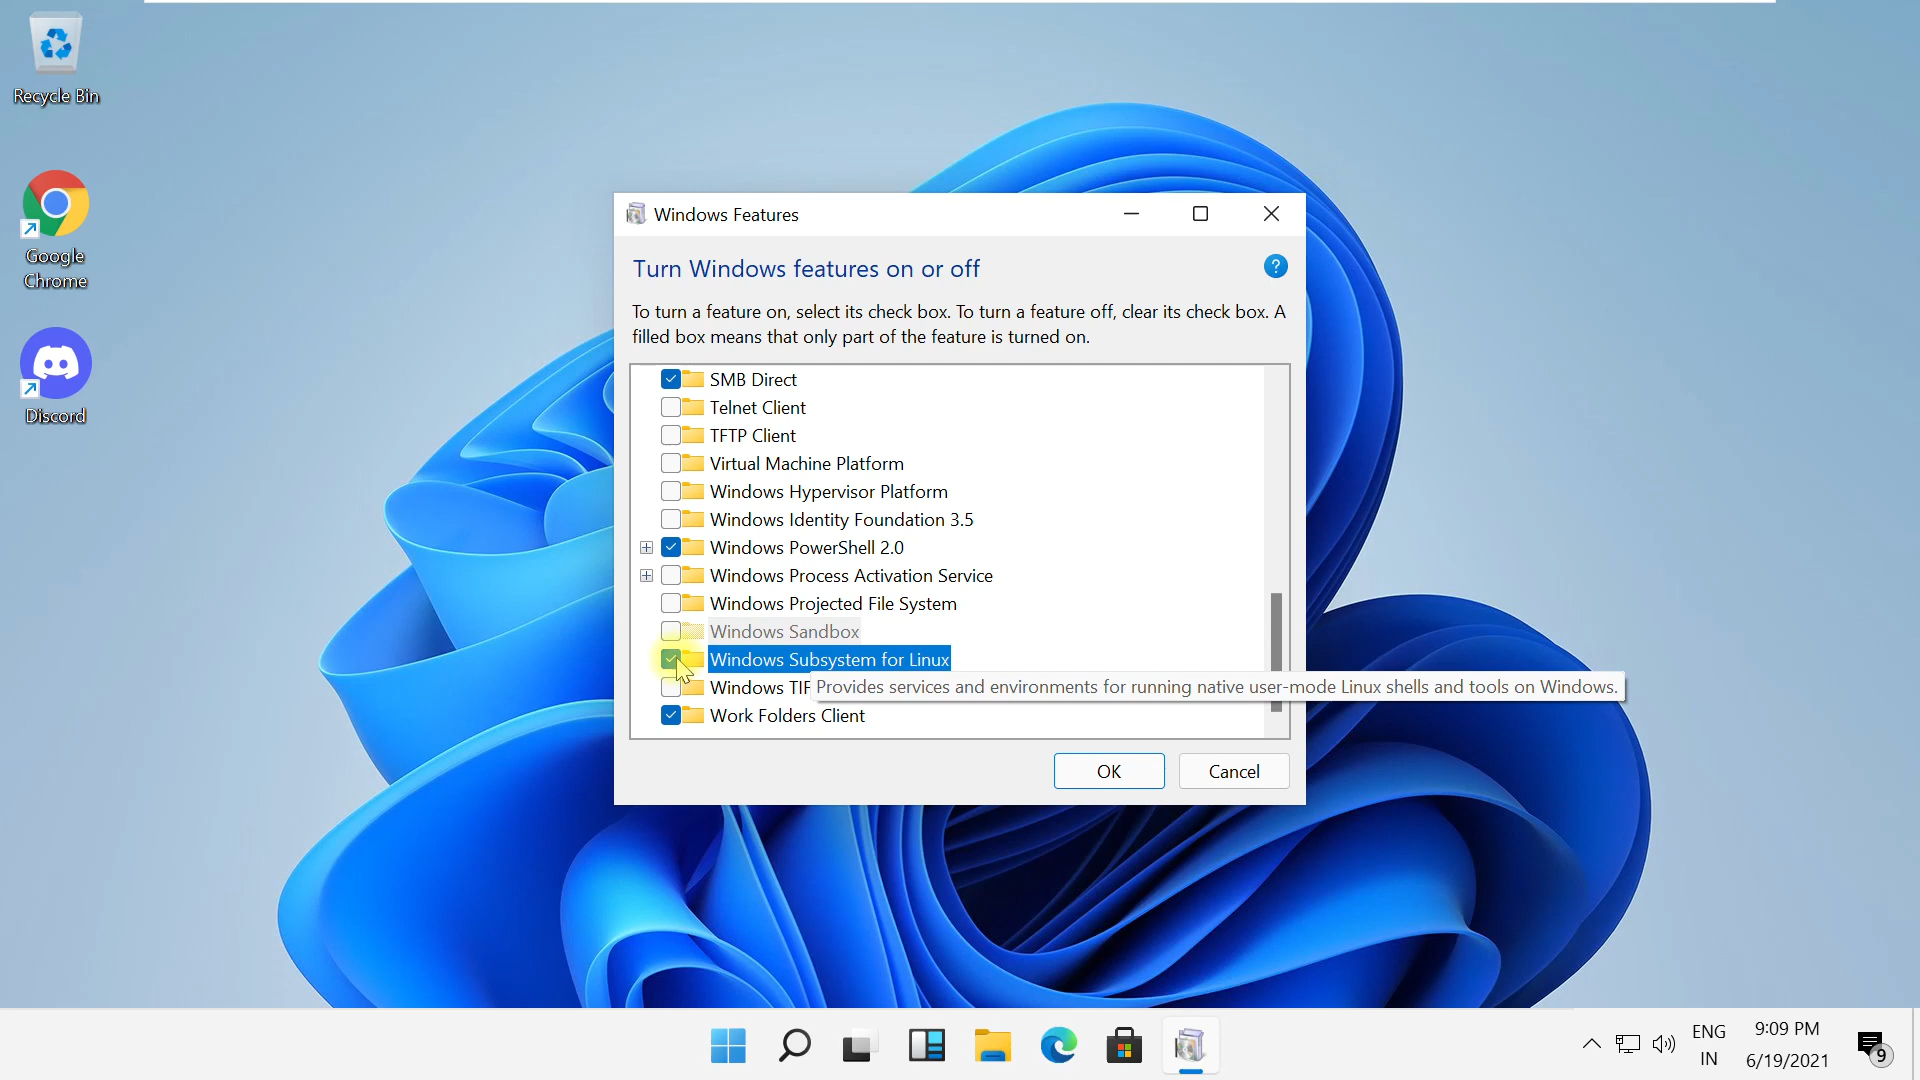 Recycle Bin
Google
Chrome
Discord
Windows Features
Turn Windows features on or off
?
To turn a feature on, select its check box. To turn a feature off, clear its check box. A
filled box means that only part of the feature is turned on.
SMB Direct
Telnet Client
TFTP Client
Virtual Machine Platform
Windows Hypervisor Platform
Windows Identity Foundation 3.5
Windows PowerShell 2.0
Windows Process Activation Service
Windows Projected File System
Windows Sandbox
Windows Subsystem for Linux
Windows TIF
Provides services and environments for running native user-mode Linux shells and tools on Windows.
Work Folders Client
OK
Cancel
ENG
IN
9:09 PM
6/19/2021
9